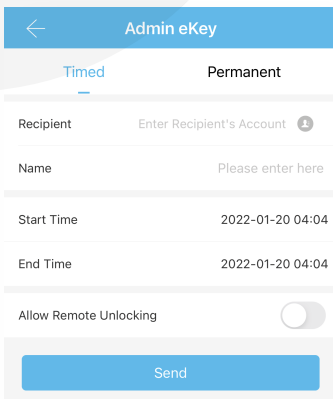 Admin eKey
Timed Permanent
Recipient Enter Recipient's Account
Name Please enter here
Start Time 2022-01-20 04:04
End Time 2022-01-20 04:04
Allow Remote Unlocking
Send